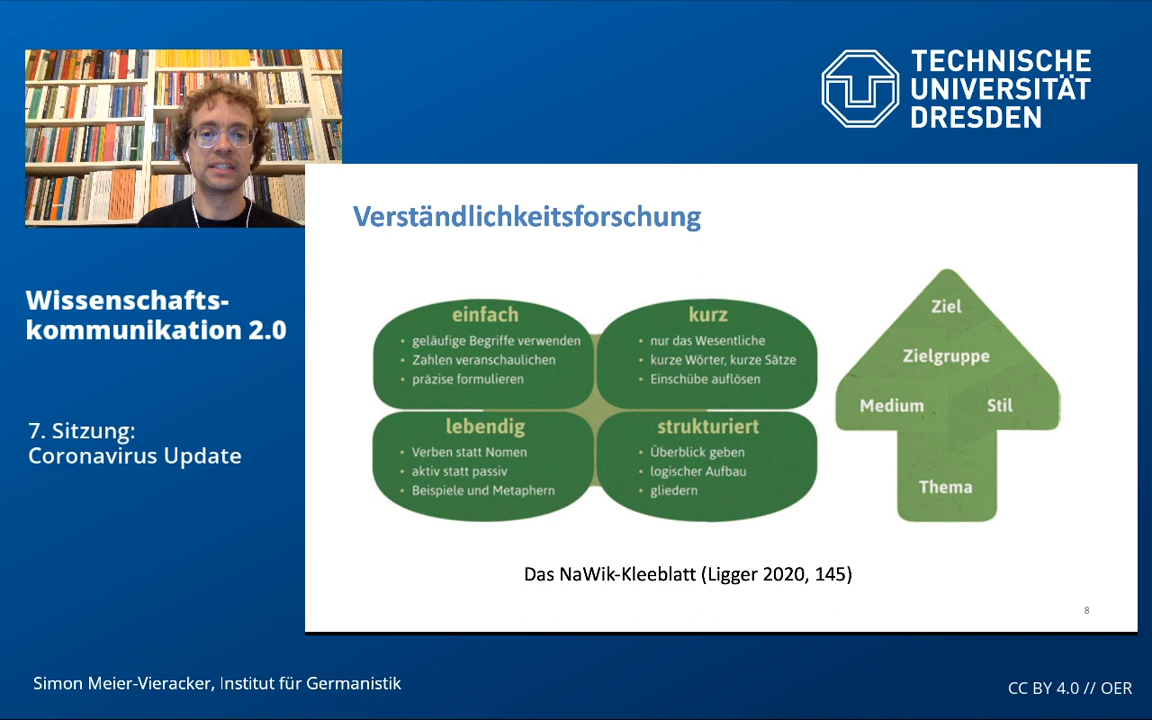 TECHNISCHE
UNIVERSITÄT
DRESDEN
Wissenschafts-
kommunikation 2.0
7. Sitzung:
Coronavirus Update
Verständlichkeitsforschung
einfach
• geläufige Begriffe verwenden
• Zahlen veranschaulichen
• präzise formulieren
kurz
• nur das Wesentliche
• kurze Wörter, kurze Sätze
• Einschübe auflösen
lebendig
• Verben statt Nomen
• aktiv statt passiv
• Beispiele und Metaphern
strukturiert
• Überblick geben
• logischer Aufbau
• gliedern
Ziel
Zielgruppe
Medium Stil
Thema
Das NaWik-Kleeblatt (Ligger 2020, 145)
8
Simon Meier-Vieracker, Institut für Germanistik
CC BY 4.0 // OER